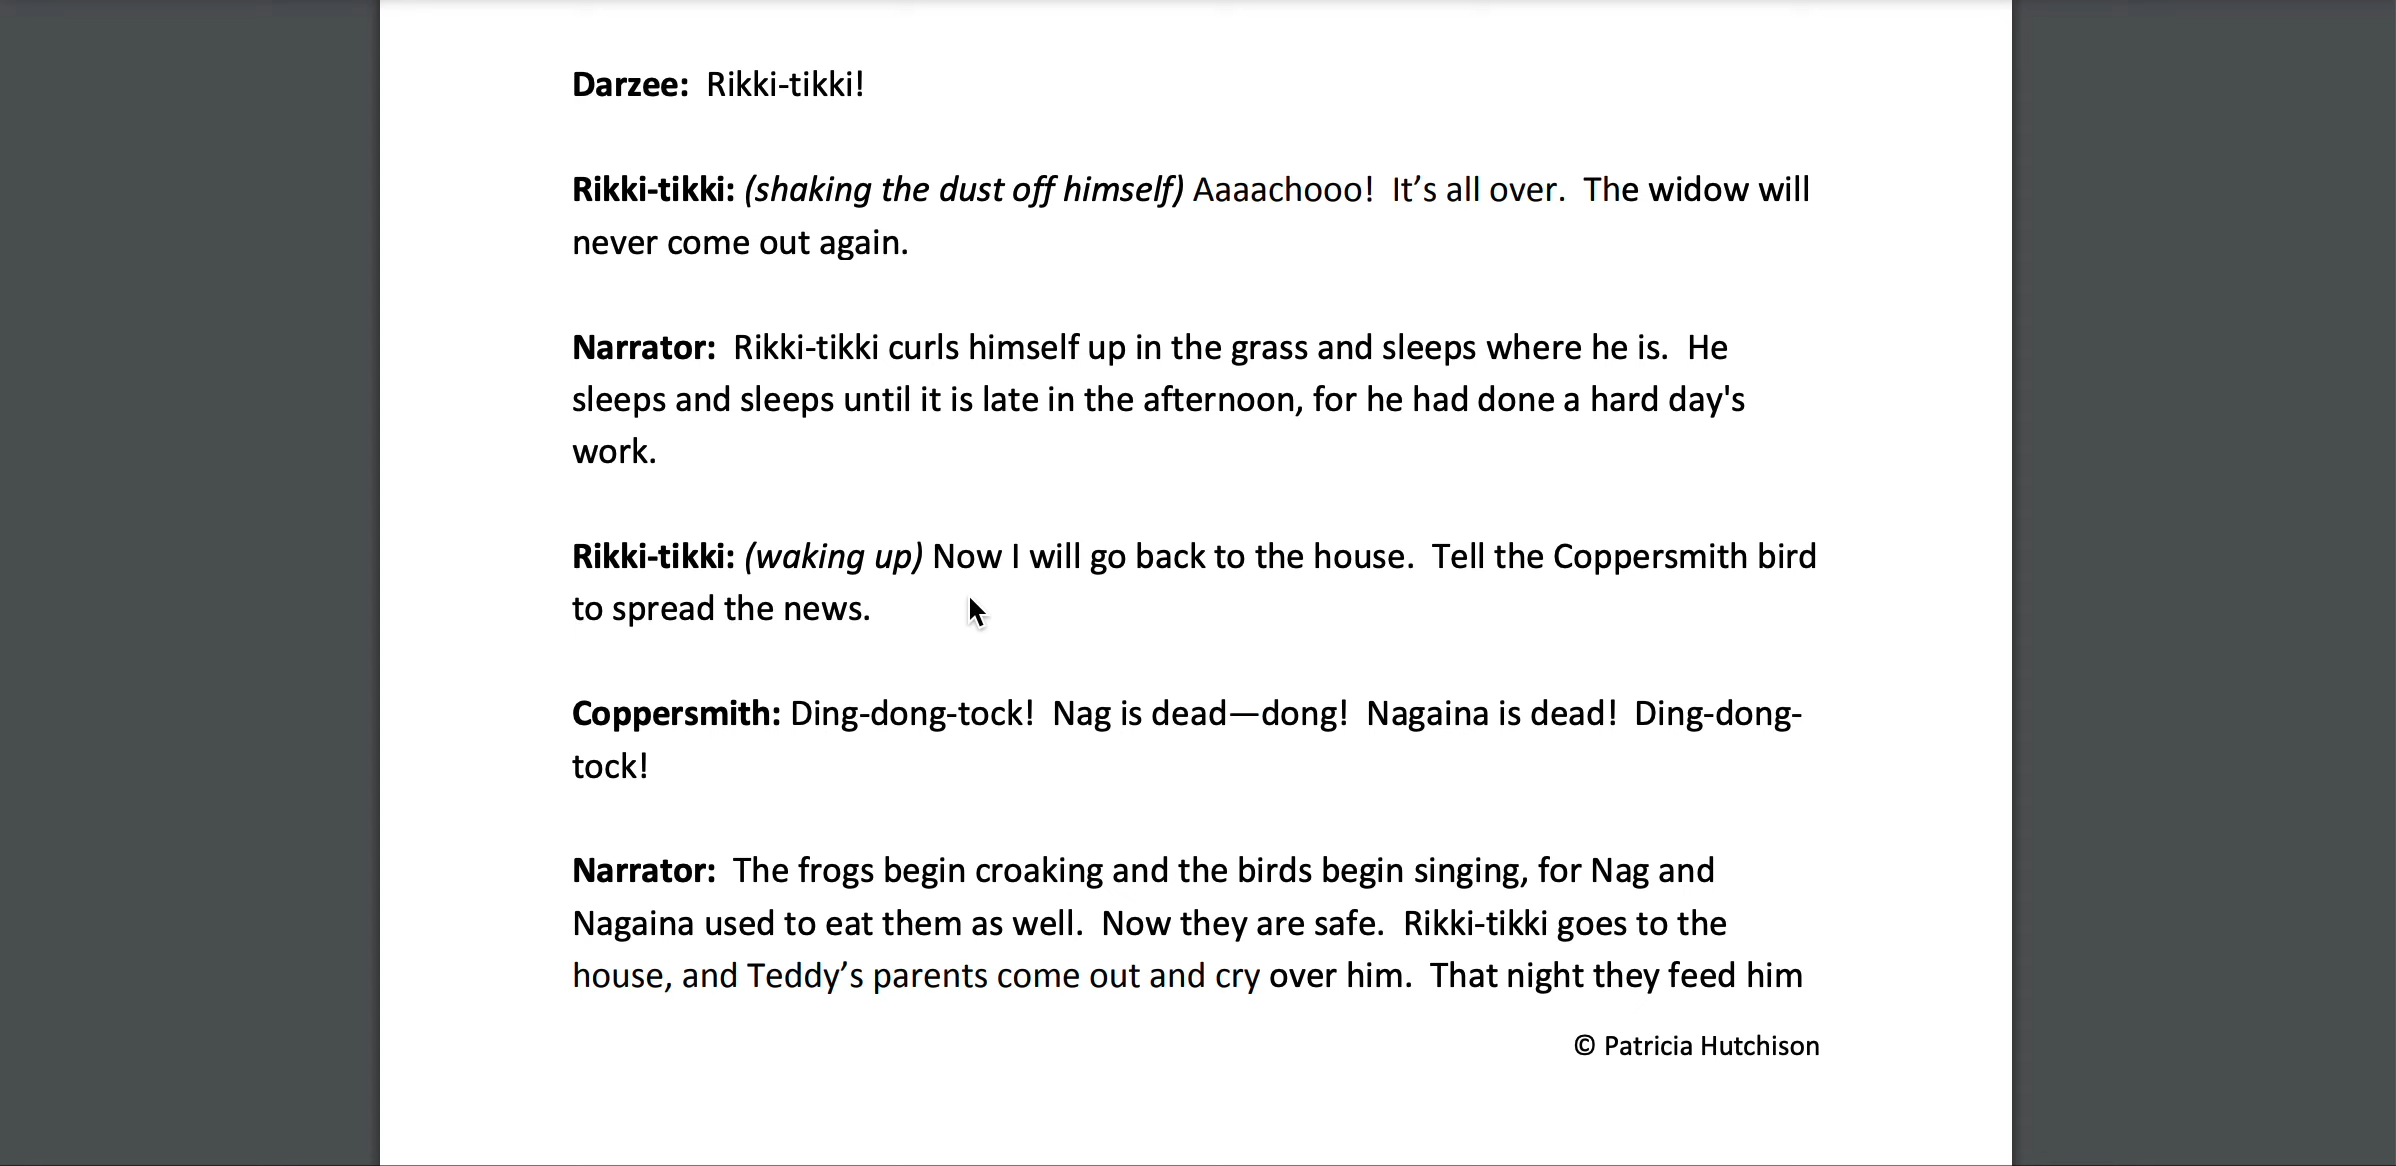 Darzee:  Rikki-tikki!
Rikki-tikki: (shaking the dust off himself) Aaaachooo!  It’s all over.  The widow will
never come out again.
Narrator:  Rikki-tikki curls himself up in the grass and sleeps where he is.  He
sleeps and sleeps until it is late in the afternoon, for he had done a hard day's
work.
Rikki-tikki: (waking up) Now I will go back to the house.  Tell the Coppersmith bird
to spread the news.
Coppersmith: Ding-dong-tock!  Nag is dead—dong!  Nagaina is dead!  Ding-dong-
tock!
Narrator:  The frogs begin croaking and the birds begin singing, for Nag and
Nagaina used to eat them as well.  Now they are safe.  Rikki-tikki goes to the
house, and Teddy’s parents come out and cry over him.  That night they feed him
© Patricia Hutchison